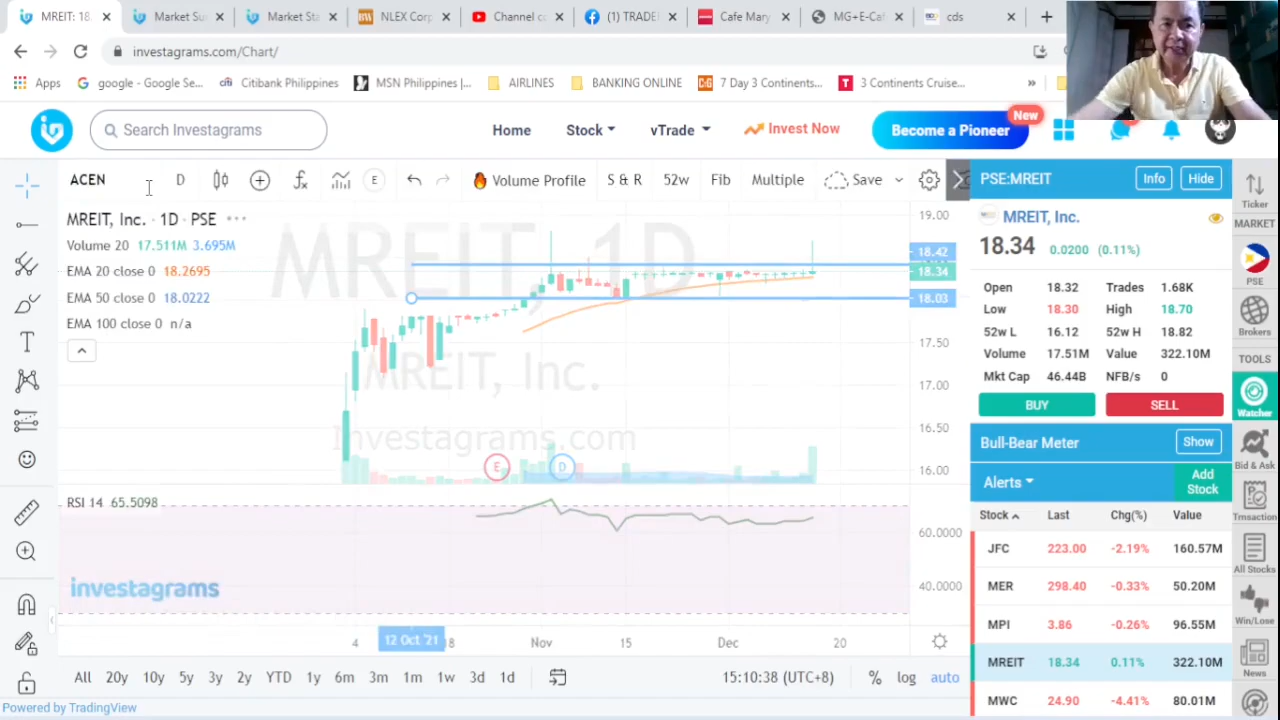 MREIT: 18.
Market Su
Market Sta
NLEX Corp
Channel co
(1) TRADE
Cafe Mary
MG+E-Caf
cds
investagrams.com/Chart/
Apps
google - Google Se...
Citibank Philippines
MSN Philippines |...
AIRLINES
BANKING ONLINE
7 Day 3 Continents...
3 Continents Cruise...
»
Search Investagrams
Home
Stock
vTrade
Invest Now
Become a Pioneer
New
ACEN
D
E
Volume Profile
S & R
52w
Fib
Multiple
Save
PSE:MREIT
Info
Hide
Ticker
MREIT, Inc. · 1D · PSE
Volume 20 17.511M 3.695M
EMA 20 close 0 18.2695
EMA 50 close 0 18.0222
EMA 100 close 0 n/a
MREIT, 1D
MREIT, Inc.
Investagrams.com
19.00
18.42
18.34
18.03
17.50
17.00
16.50
16.00
E
D
RSI 14 65.5098
60.0000
40.0000
investagrams
4
12 Oct '21
18
Nov
15
Dec
20
MREIT, Inc.
18.34 0.0200 (0.11%)
Open 18.32 Trades 1.68K
Low 18.30 High 18.70
52w L 16.12 52w H 18.82
Volume 17.51M Value 322.10M
Mkt Cap 46.44B NFB/s 0
BUY
SELL
Bull-Bear Meter
Show
Alerts
Add Stock
Stock Last Chg(%) Value
JFC 223.00 -2.19% 160.57M
MER 298.40 -0.33% 50.20M
MPI 3.86 -0.26% 96.55M
MREIT 18.34 0.11% 322.10M
MWC 24.90 -4.41% 80.01M
MARKET
PSE
Brokers
TOOLS
Watcher
Bid & Ask
Trnsaction
All Stocks
Win/Lose
News
All
20y
10y
5y
3y
2y
YTD
1y
6m
3m
1m
1w
3d
1d
15:10:38 (UTC+8)
%
log
auto
Powered by TradingView